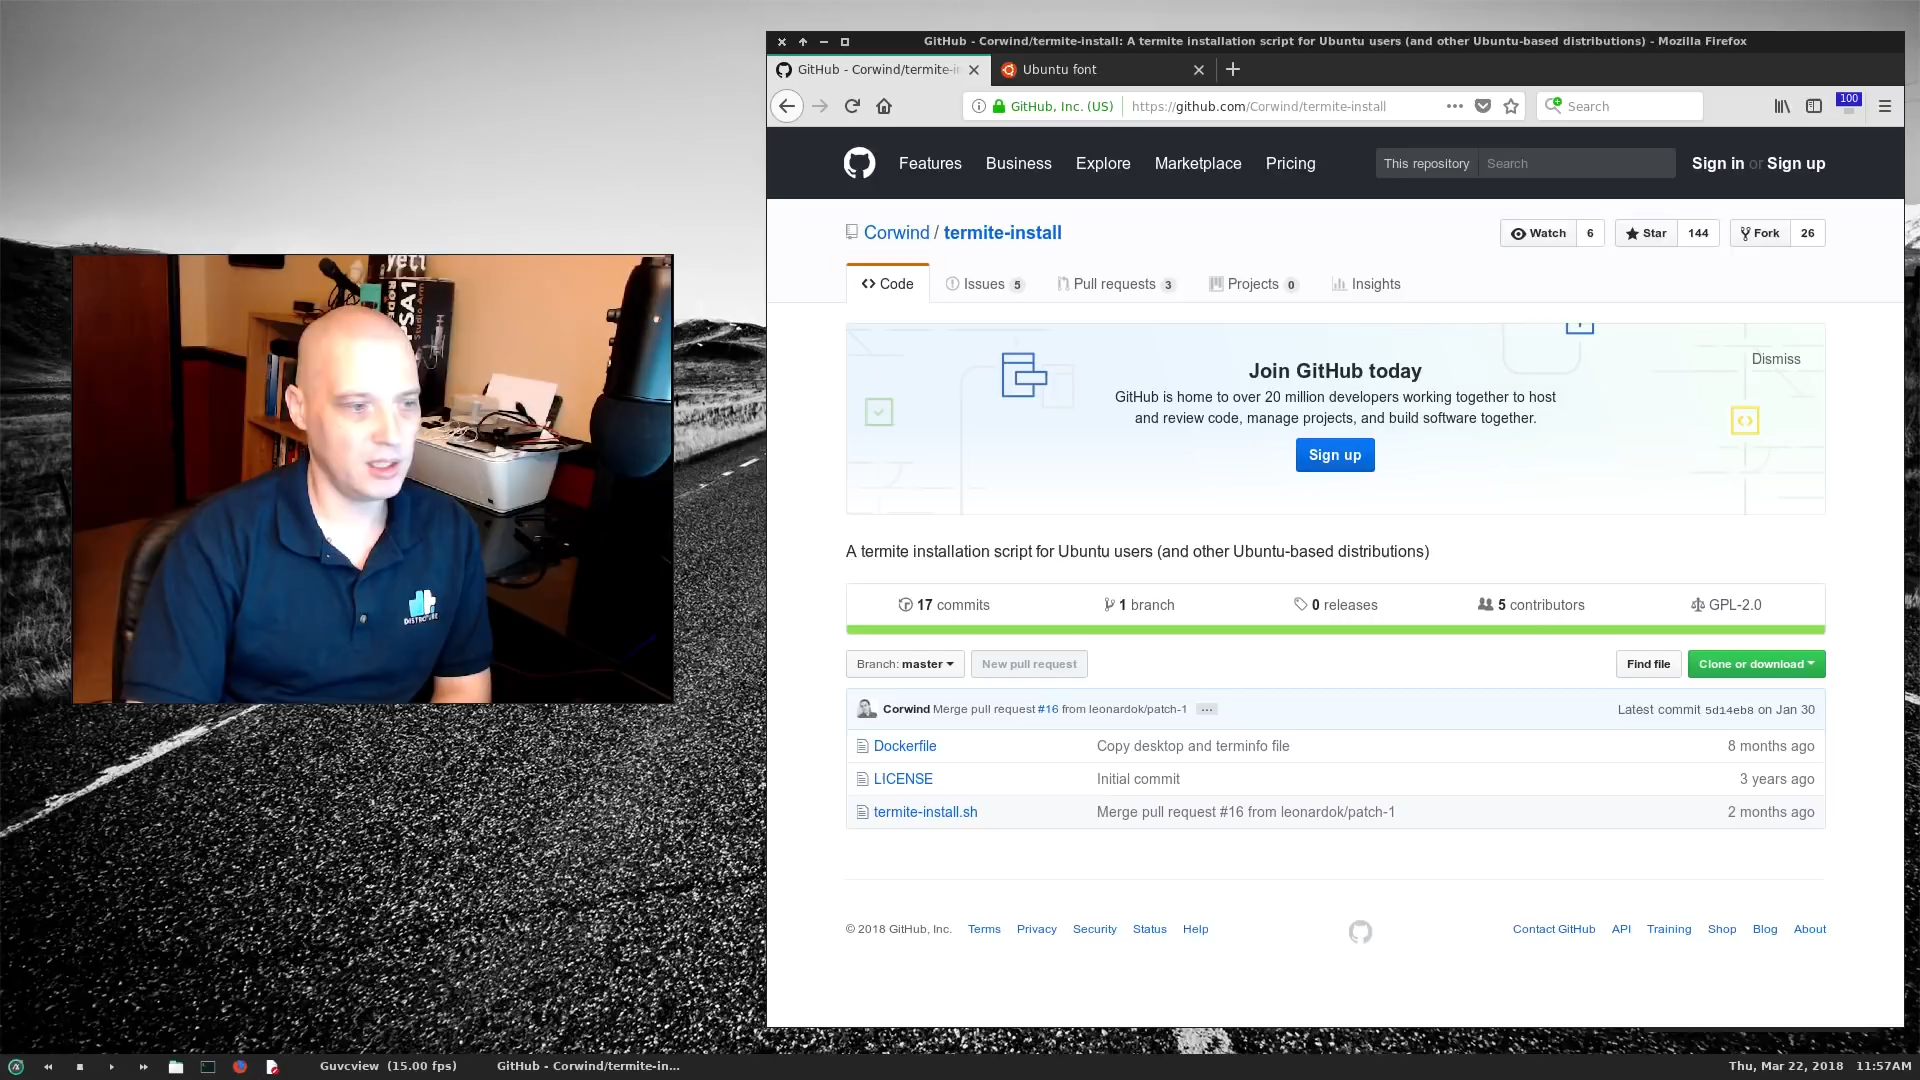 GitHub - Corwind/termite-install: A termite installation script for Ubuntu users (and other Ubuntu-based distributions) - Mozilla Firefox
GitHub - Corwind/termite-in
Ubuntu font
GitHub, Inc. (US)
https://github.com/Corwind/termite-install
Search
100
Features
Business
Explore
Marketplace
Pricing
This repository
Search
Sign in or Sign up
Corwind / termite-install
Watch 6
Star 144
Fork 26
Code
Issues 5
Pull requests 3
Projects 0
Insights
Join GitHub today
Dismiss
GitHub is home to over 20 million developers working together to host
and review code, manage projects, and build software together.
Sign up
A termite installation script for Ubuntu users (and other Ubuntu-based distributions)
17 commits
1 branch
0 releases
5 contributors
GPL-2.0
Branch: master
New pull request
Find file
Clone or download
Corwind Merge pull request #16 from leonardok/patch-1 ...
Latest commit 5d14eb8 on Jan 30
Dockerfile
Copy desktop and terminfo file
8 months ago
LICENSE
Initial commit
3 years ago
termite-install.sh
Merge pull request #16 from leonardok/patch-1
2 months ago
© 2018 GitHub, Inc.
Terms
Privacy
Security
Status
Help
Contact GitHub
API
Training
Shop
Blog
About
yeti
PSA1
Studio Arm
Guvcview (15.00 fps)
GitHub - Corwind/termite-in...
Thu, Mar 22, 2018
11:57AM